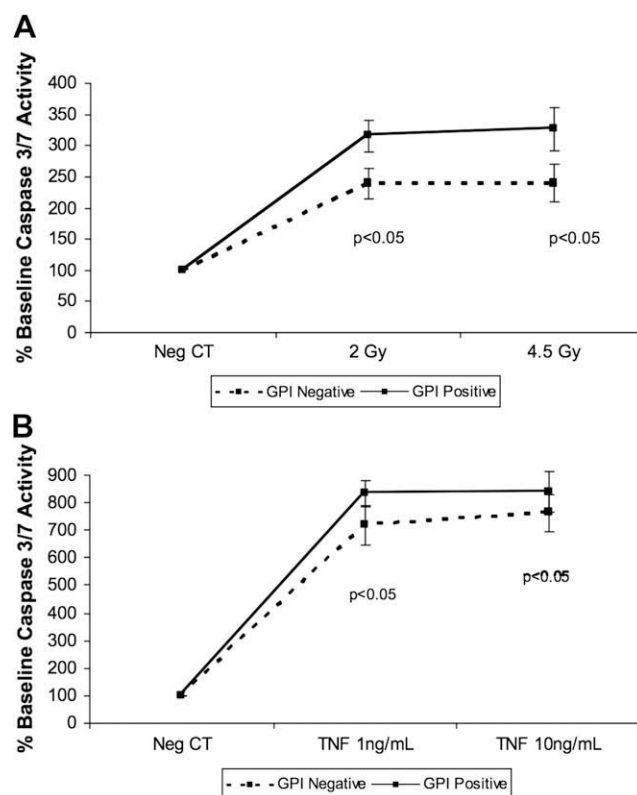 A
% Baseline Caspase 3/7 Activity
400
350
300
250
200
150
100
50
0
p<0.05
p<0.05
Neg CT
2 Gy
4.5 Gy
GPI Negative
GPI Positive
B
% Baseline Caspase 3/7 Activity
900
800
700
600
500
400
300
200
100
0
p<0.05
p<0.05
Neg CT
TNF 1ng/mL
TNF 10ng/mL
GPI Negative
GPI Positive